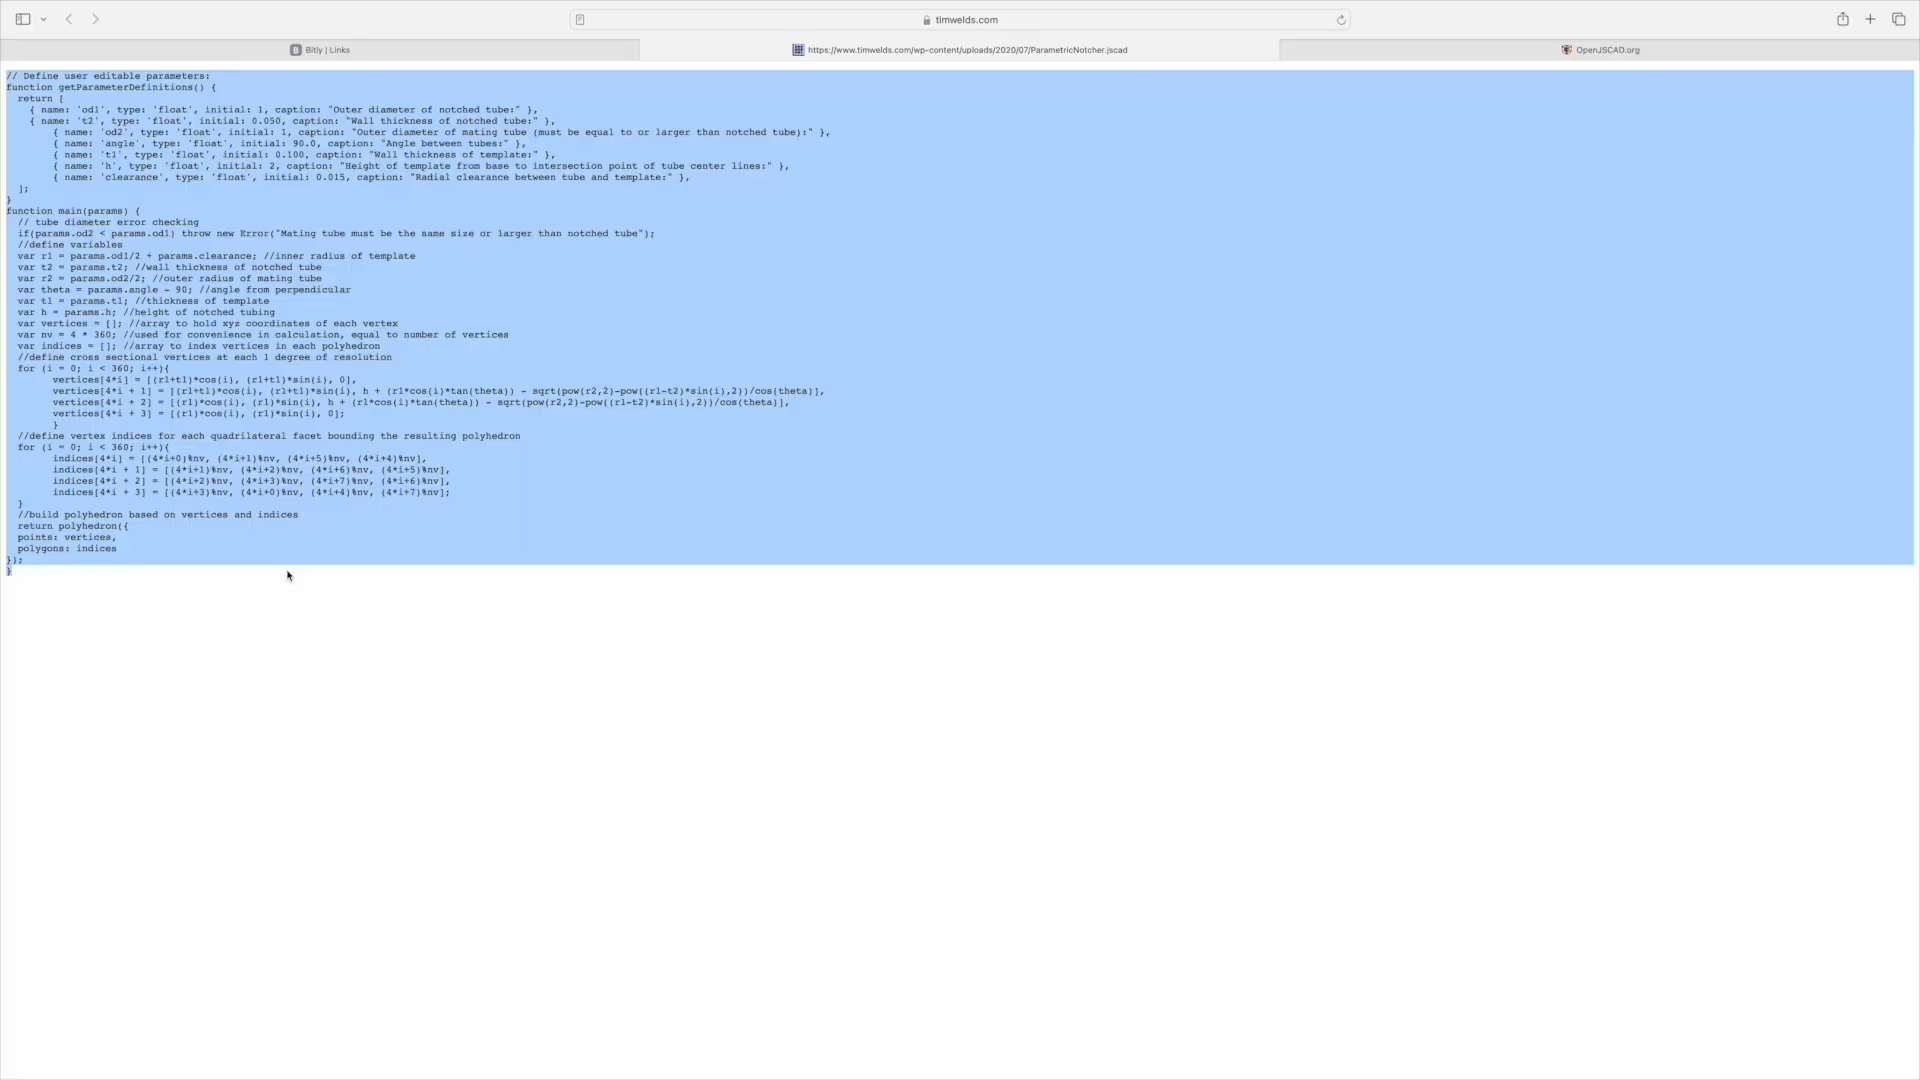 timwelds.com
Bitly | Links
https://www.timwelds.com/wp-content/uploads/2020/07/ParametricNotcher.jscad
OpenJSCAD.org
// Define user editable parameters:
function getParameterDefinitions() {
  return [
    { name: 'od1', type: 'float', initial: 1, caption: "Outer diameter of notched tube:" },
    { name: 't2', type: 'float', initial: 0.050, caption: "Wall thickness of notched tube:" },
        { name: 'od2', type: 'float', initial: 1, caption: "Outer diameter of mating tube (must be equal to or larger than notched tube):" },
        { name: 'angle', type: 'float', initial: 90.0, caption: "Angle between tubes:" },
        { name: 't1', type: 'float', initial: 0.100, caption: "Wall thickness of template:" },
        { name: 'h', type: 'float', initial: 2, caption: "Height of template from base to intersection point of tube center lines:" },
        { name: 'clearance', type: 'float', initial: 0.015, caption: "Radial clearance between tube and template:" },
  ];
}
function main(params) {
  // tube diameter error checking
  if(params.od2 < params.od1) throw new Error("Mating tube must be the same size or larger than notched tube");
  //define variables
  var r1 = params.od1/2 + params.clearance; //inner radius of template
  var t2 = params.t2; //wall thickness of notched tube
  var r2 = params.od2/2; //outer radius of mating tube
  var theta = params.angle - 90; //angle from perpendicular
  var t1 = params.t1; //thickness of template
  var h = params.h; //height of notched tubing
  var vertices = []; //array to hold xyz coordinates of each vertex
  var nv = 4 * 360; //used for convenience in calculation, equal to number of vertices
  var indices = []; //array to index vertices in each polyhedron
  //define cross sectional vertices at each 1 degree of resolution
  for (i = 0; i < 360; i++){
        vertices[4*i] = [(r1+t1)*cos(i), (r1+t1)*sin(i), 0],
        vertices[4*i + 1] = [(r1+t1)*cos(i), (r1+t1)*sin(i), h + (r1*cos(i)*tan(theta)) - sqrt(pow(r2,2)-pow((r1-t2)*sin(i),2))/cos(theta)],
        vertices[4*i + 2] = [(r1)*cos(i), (r1)*sin(i), h + (r1*cos(i)*tan(theta)) - sqrt(pow(r2,2)-pow((r1-t2)*sin(i),2))/cos(theta)],
        vertices[4*i + 3] = [(r1)*cos(i), (r1)*sin(i), 0];
        }
  //define vertex indices for each quadrilateral facet bounding the resulting polyhedron
  for (i = 0; i < 360; i++){
        indices[4*i] = [(4*i+0)%nv, (4*i+1)%nv, (4*i+5)%nv, (4*i+4)%nv],
        indices[4*i + 1] = [(4*i+1)%nv, (4*i+2)%nv, (4*i+6)%nv, (4*i+5)%nv],
        indices[4*i + 2] = [(4*i+2)%nv, (4*i+3)%nv, (4*i+7)%nv, (4*i+6)%nv],
        indices[4*i + 3] = [(4*i+3)%nv, (4*i+0)%nv, (4*i+4)%nv, (4*i+7)%nv];
  }
  //build polyhedron based on vertices and indices
  return polyhedron({
  points: vertices,
  polygons: indices
});
}